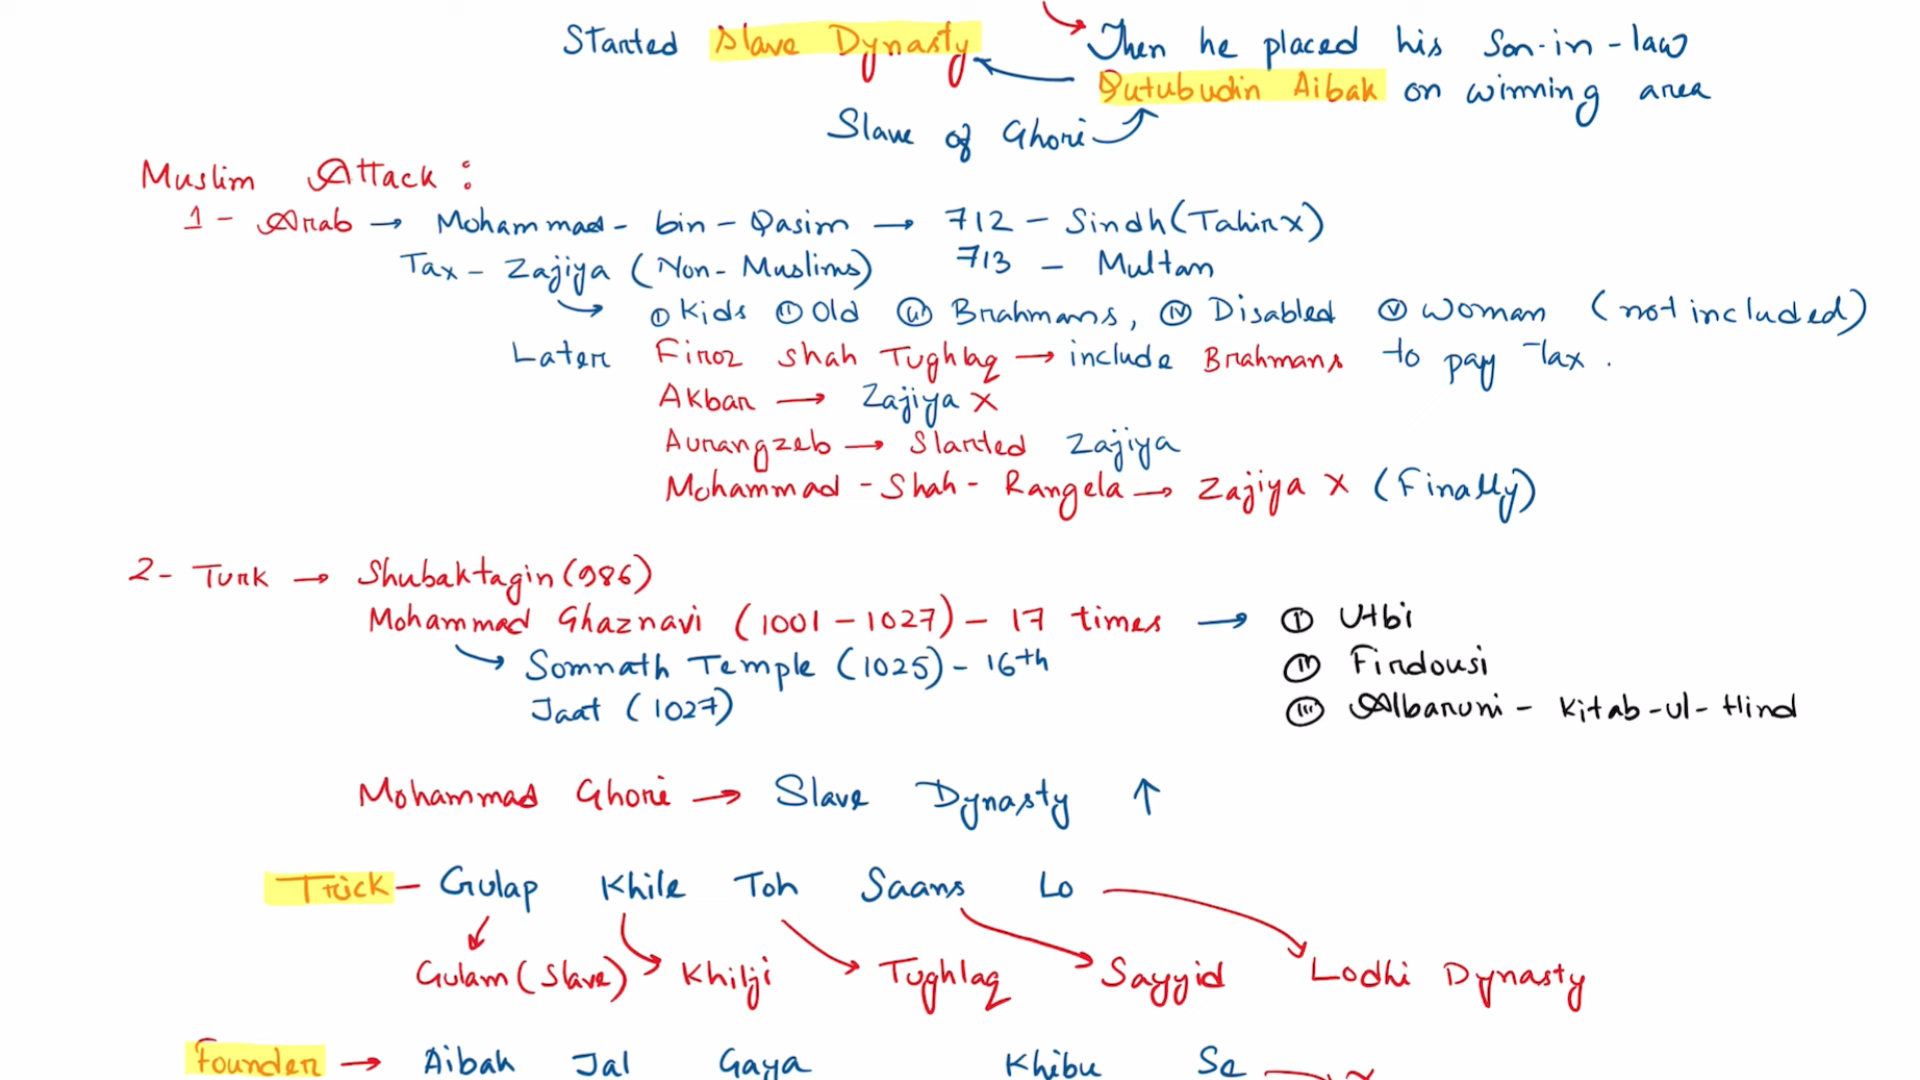 Started Slave Dynasty ← Then he placed his Son-in-law
Qutubudin Aibak on winning area
Slave of Ghori
Muslim Attack :
1 - Arab → Mohammad - bin - Qasim → 712 - Sindh (Tahir x)
Tax - Zajiya (Non-Muslims) 713 - Multan
→ ⓘ Kids ⓘⓘ Old ⓘⓘⓘ Brahmans, ⓘⓥ Disabled ⓥ Woman (not included)
Later Firoz shah Tughlaq → include Brahmans to pay Tax .
Akbar → Zajiya X
Aurangzeb → Started Zajiya
Mohammad - Shah - Rangela → Zajiya X (Finally)
2 - Turk → Shubaktagin (986)
Mohammad Ghaznavi (1001 - 1027) - 17 times → ⓘ Utbi
Somnath Temple (1025) - 16th ⓘⓘ Firdousi
Jaat (1027) ⓘⓘⓘ Albaruni - Kitab-ul-Hind
Mohammad Ghori → Slave Dynasty ↑
Trick - Gulap Khile Toh Saans Lo
Gulam (Slave) Khilji Tughlaq Sayyid Lodhi Dynasty
Founder → Aibak Jal Gaya Khibu Se